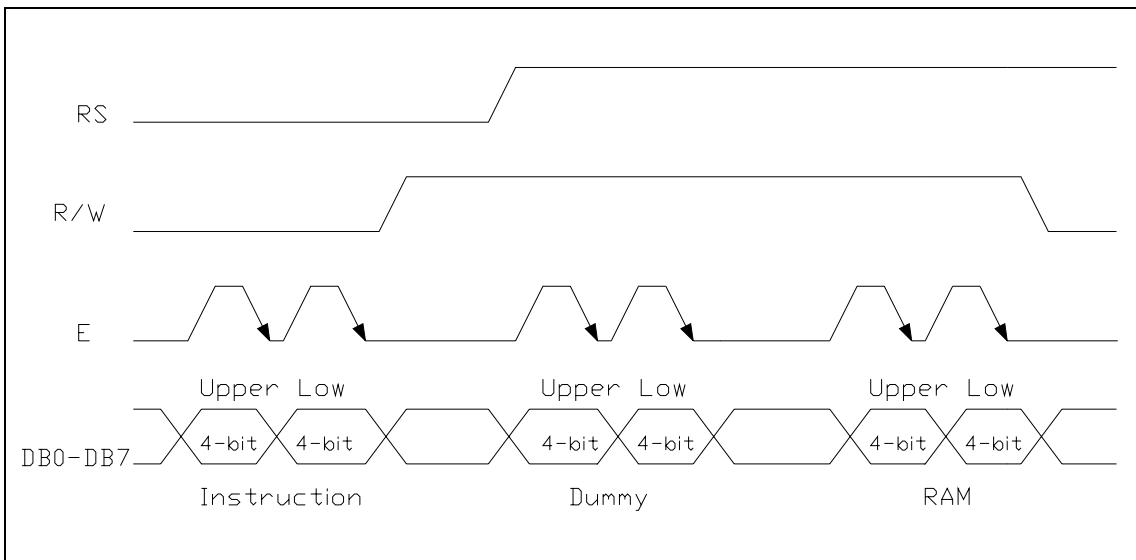 RS
R/W
E
Upper Low Upper Low Upper Low
DB0-DB7 4-bit 4-bit 4-bit 4-bit 4-bit 4-bit
Instruction Dummy RAM